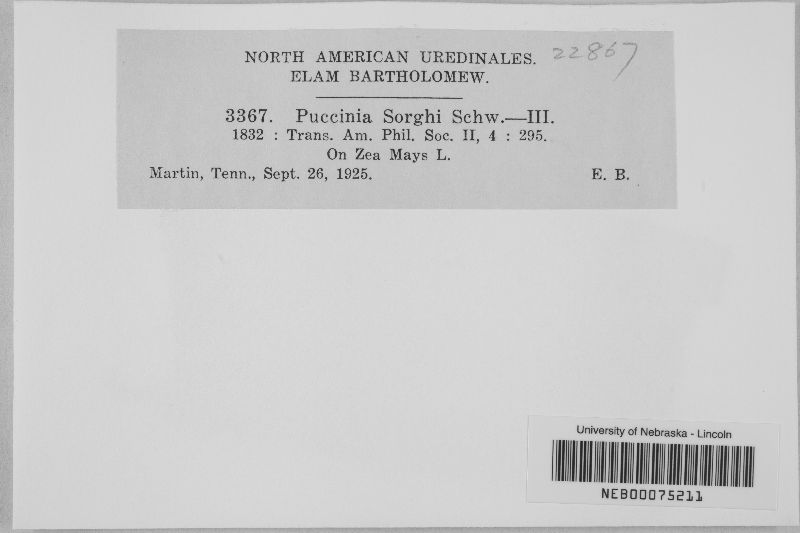 NORTH AMERICAN UREDINALES. 22867
ELAM BARTHOLOMEW.
3367. Puccinia Sorghi Schw.—III.
1832 : Trans. Am. Phil. Soc. II, 4 : 295.
On Zea Mays L.
Martin, Tenn., Sept. 26, 1925. E. B.
University of Nebraska - Lincoln
NEB00075211